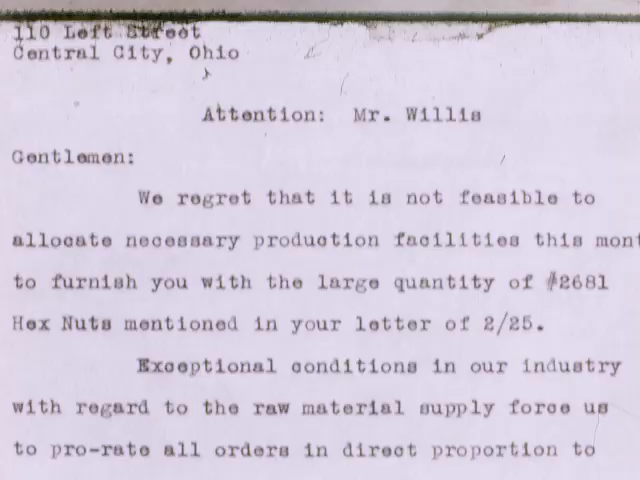 110 Left Street
Central City, Ohio
Attention: Mr. Willis
Gentlemen:
We regret that it is not feasible to
allocate necessary production facilities this mont
to furnish you with the large quantity of #2681
Hex Nuts mentioned in your letter of 2/25.
Exceptional conditions in our industry
with regard to the raw material supply force us
to pro-rate all orders in direct proportion to